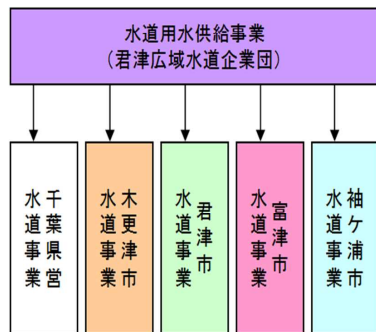 水道用水供給事業
（君津広域水道企業団）
千葉県営
水道事業
木更津市
水道事業
君津市
水道事業
富津市
水道事業
袖ケ浦市
水道事業